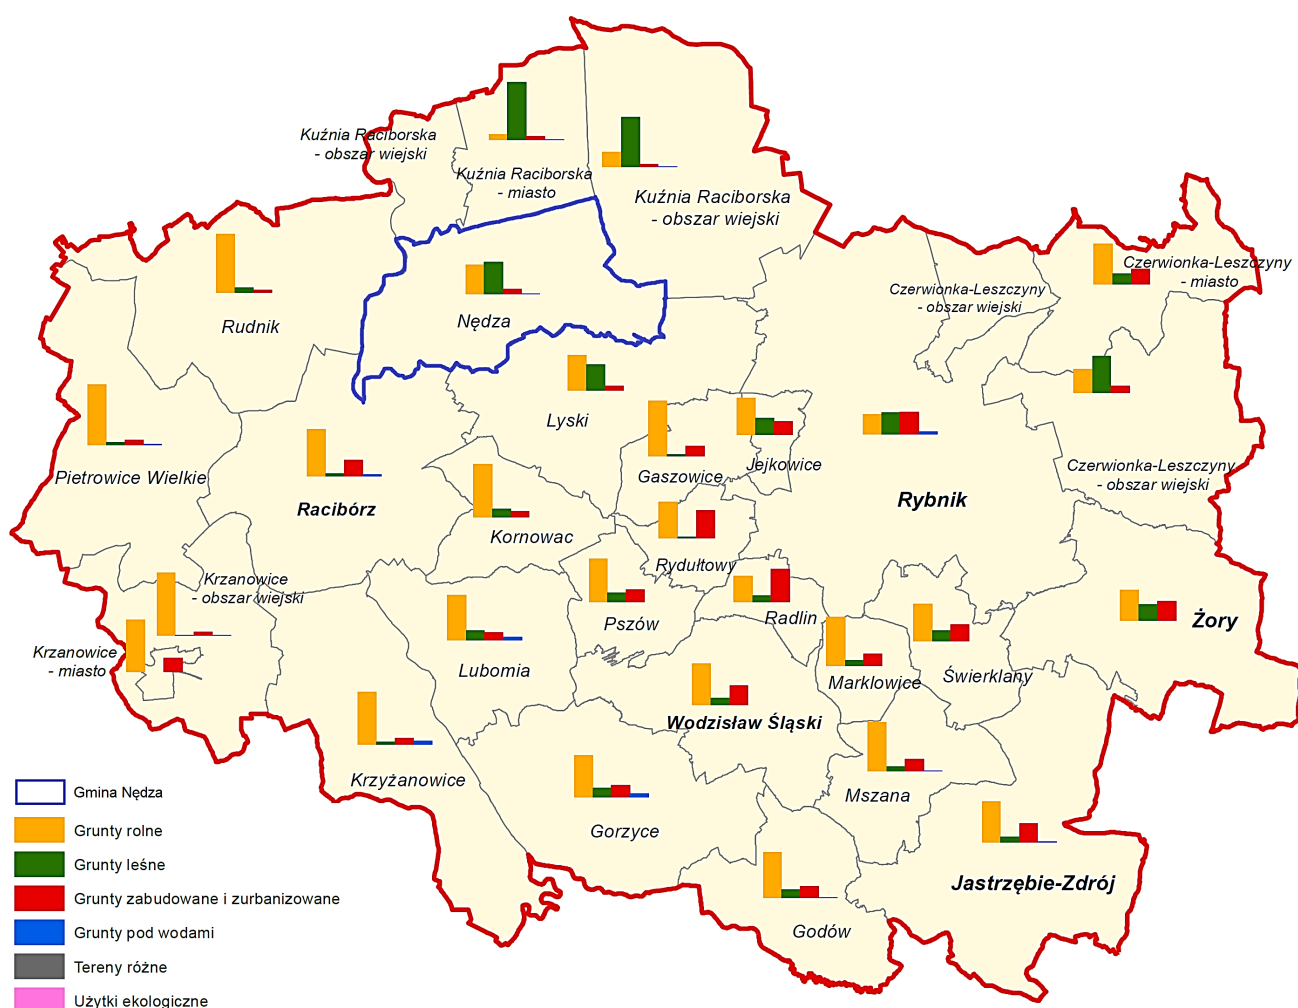 Kuźnia Raciborska
- obszar wiejski
Kuźnia Raciborska
- miasto
Kuźnia Raciborska
- obszar wiejski
Czerwionka-Leszczyny
- miasto
Czerwionka-Leszczyny
- obszar wiejski
Rudnik
Nędza
Lyski
Pietrowice Wielkie
Racibórz
Gaszowice
Jejkowice
Czerwionka-Leszczyny
- obszar wiejski
Rybnik
Kornowac
Rydułtowy
Krzanowice
- obszar wiejski
Pszów
Radlin
Żory
Krzanowice
- miasto
Lubomia
Marklowice
Świerklany
Wodzisław Śląski
Krzyżanowice
Mszana
Gorzyce
Jastrzębie-Zdrój
Godów
Gmina Nędza
Grunty rolne
Grunty leśne
Grunty zabudowane i zurbanizowane
Grunty pod wodami
Tereny różne
Użytki ekologiczne